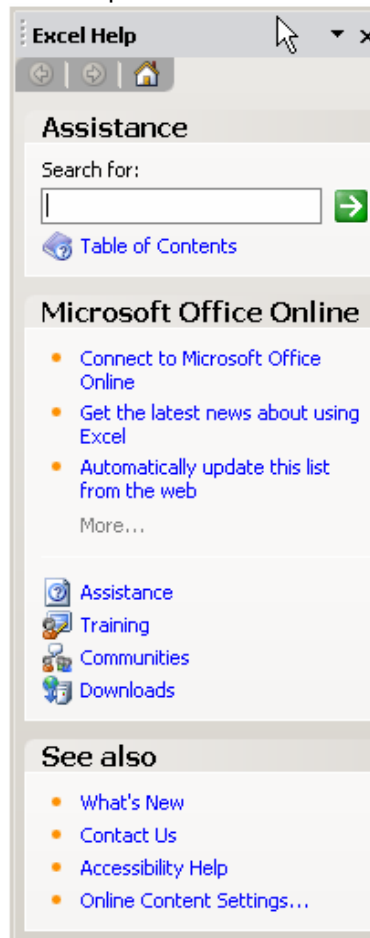 Excel Help
Assistance
Search for:
Table of Contents
Microsoft Office Online
Connect to Microsoft Office
Online
Get the latest news about using
Excel
Automatically update this list
from the web
More...
Assistance
Training
Communities
Downloads
See also
What's New
Contact Us
Accessibility Help
Online Content Settings...